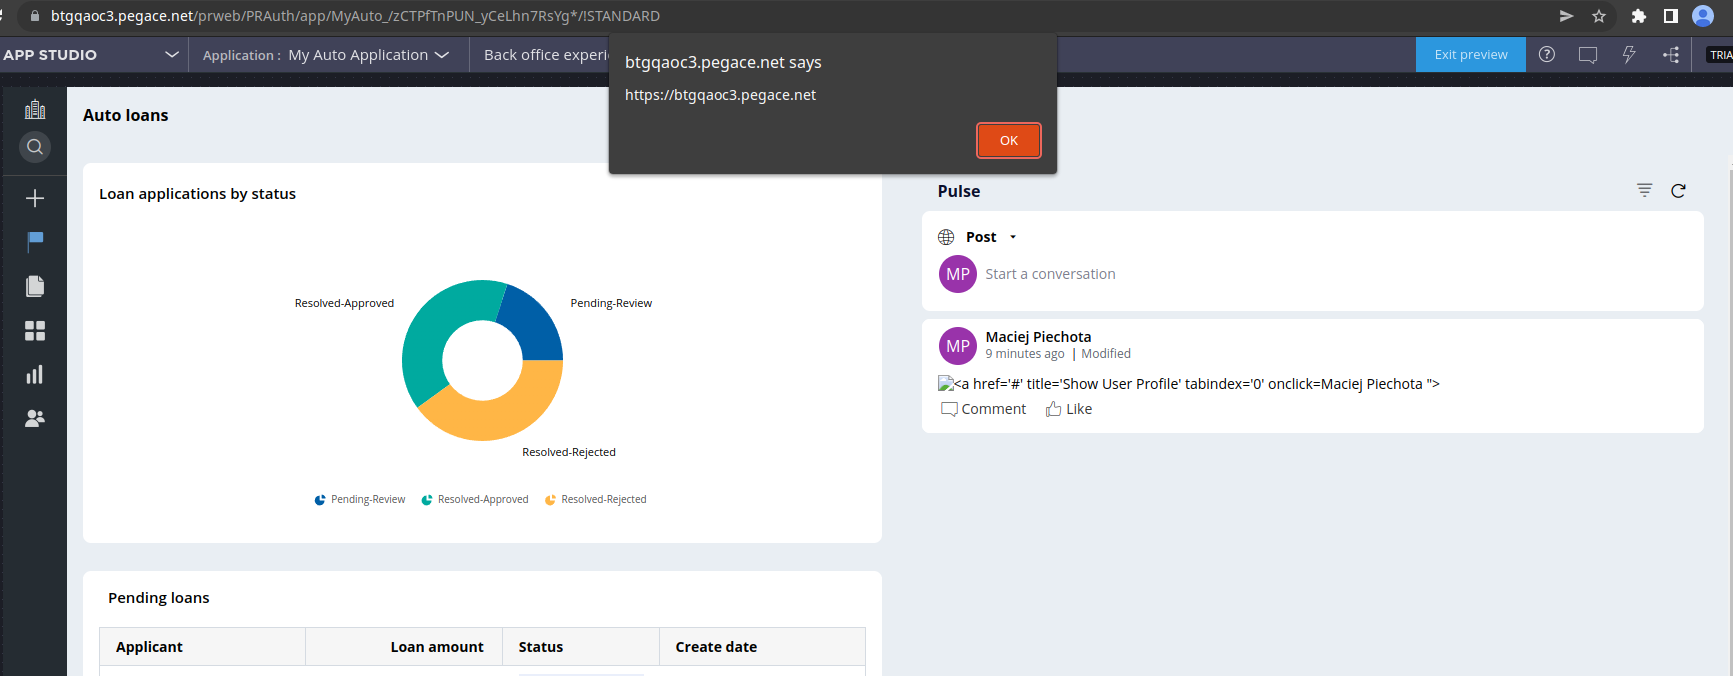 btgqaoc3.pegace.net/prweb/PRAuth/app/MyAuto_/zCTPfTnPUN_yCeLhn7RsYg*/!STANDARD
APP STUDIO
Application : My Auto Application
Back office experi
Exit preview
TRIA
btgqaoc3.pegace.net says
https://btgqaoc3.pegace.net
OK
Auto loans
Loan applications by status
Resolved-Approved
Pending-Review
Resolved-Rejected
Pending-Review Resolved-Approved Resolved-Rejected
Pending loans
Applicant Loan amount Status Create date
Pulse
Post
MP Start a conversation
MP Maciej Piechota
9 minutes ago | Modified
<a href='#' title='Show User Profile' tabindex='0' onclick=Maciej Piechota ">
Comment Like